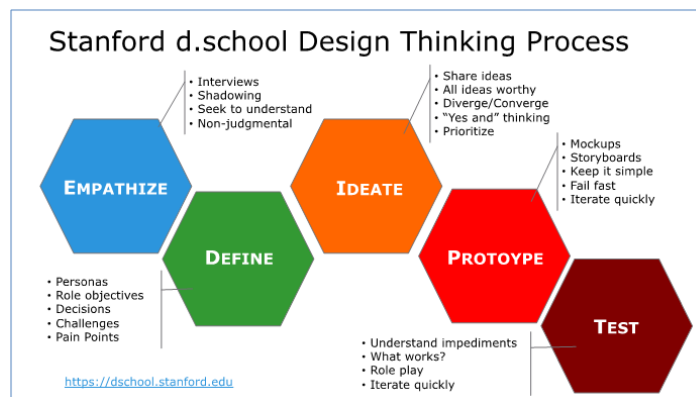 Stanford d.school Design Thinking Process
• Interviews
• Shadowing
• Seek to understand
• Non-judgmental
EMPATHIZE
• Personas
• Role objectives
• Decisions
• Challenges
• Pain Points
DEFINE
• Share ideas
• All ideas worthy
• Diverge/Converge
• “Yes and” thinking
• Prioritize
IDEATE
• Mockups
• Storyboards
• Keep it simple
• Fail fast
• Iterate quickly
PROTOYPE
• Understand impediments
• What works?
• Role play
• Iterate quickly
TEST
https://dschool.stanford.edu